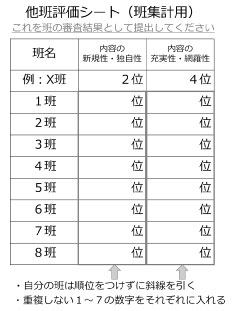 他班評価シート（班集計用）
これを班の審査結果として提出してください
班名 内容の新規性・独自性 内容の充実性・網羅性
例：X班 2位 4位
1班 位 位
2班 位 位
3班 位 位
4班 位 位
5班 位 位
6班 位 位
7班 位 位
8班 位 位
・自分の班は順位をつけずに斜線を引く
・重複しない1～7の数字をそれぞれに入れる